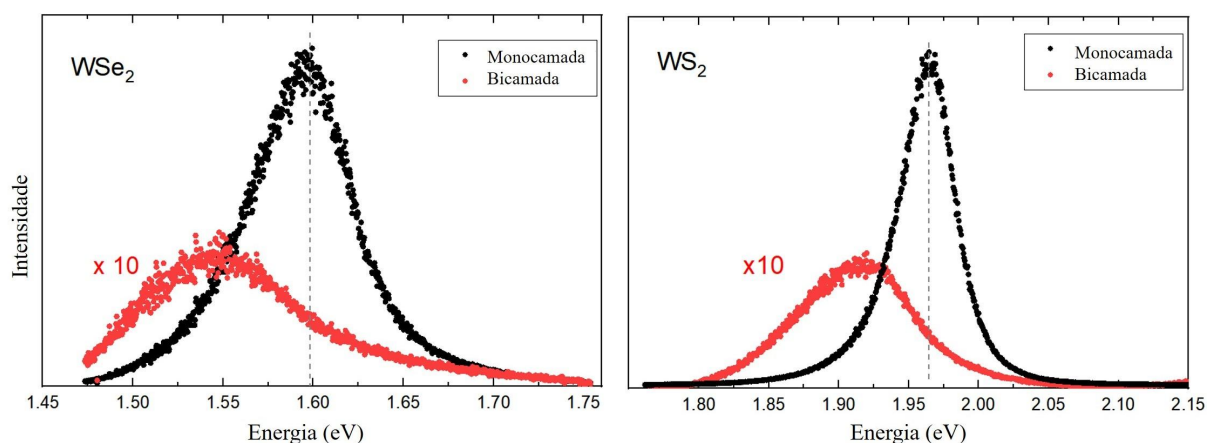 WSe₂
Monocamada
Bicamada
x 10
Intensidade
1.45 1.50 1.55 1.60 1.65 1.70 1.75
Energia (eV)
WS₂
Monocamada
Bicamada
x10
1.80 1.85 1.90 1.95 2.00 2.05 2.10 2.15
Energia (eV)